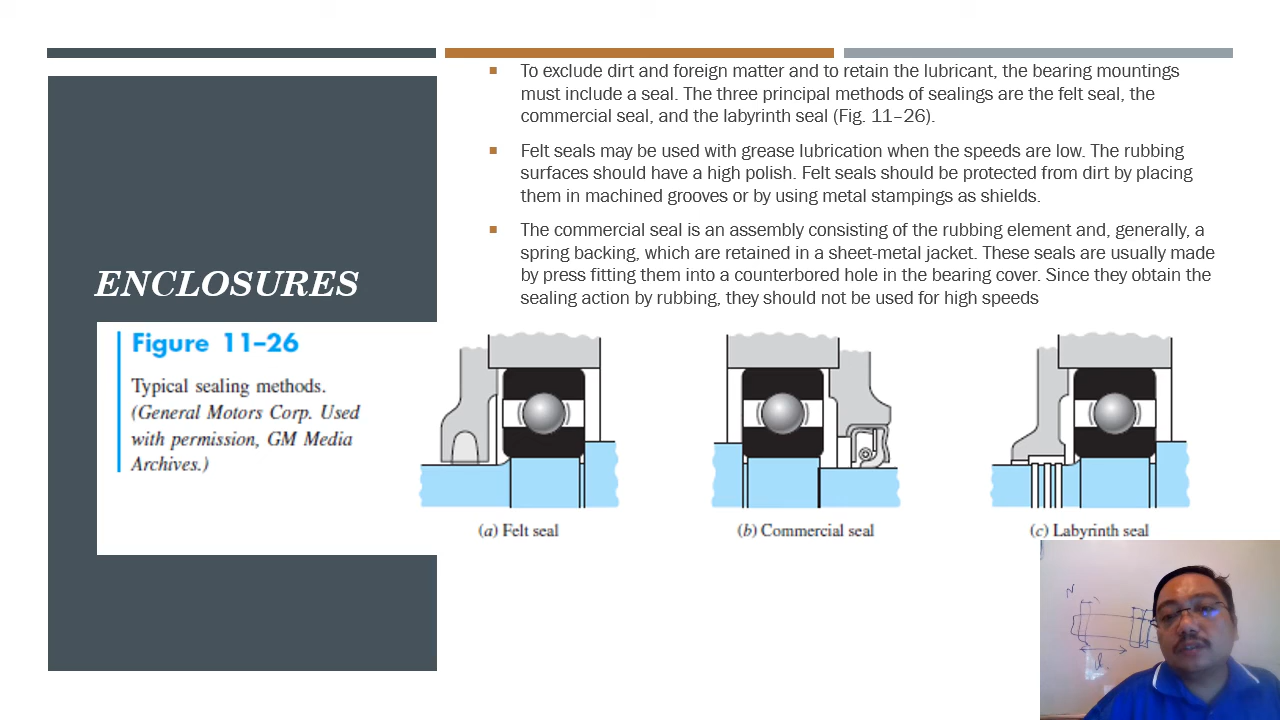 ENCLOSURES
To exclude dirt and foreign matter and to retain the lubricant, the bearing mountings
must include a seal. The three principal methods of sealings are the felt seal, the
commercial seal, and the labyrinth seal (Fig. 11–26).
Felt seals may be used with grease lubrication when the speeds are low. The rubbing
surfaces should have a high polish. Felt seals should be protected from dirt by placing
them in machined grooves or by using metal stampings as shields.
The commercial seal is an assembly consisting of the rubbing element and, generally, a
spring backing, which are retained in a sheet-metal jacket. These seals are usually made
by press fitting them into a counterbored hole in the bearing cover. Since they obtain the
sealing action by rubbing, they should not be used for high speeds
Figure 11–26
Typical sealing methods.
(General Motors Corp. Used
with permission, GM Media
Archives.)
(a) Felt seal
(b) Commercial seal
(c) Labyrinth seal
N